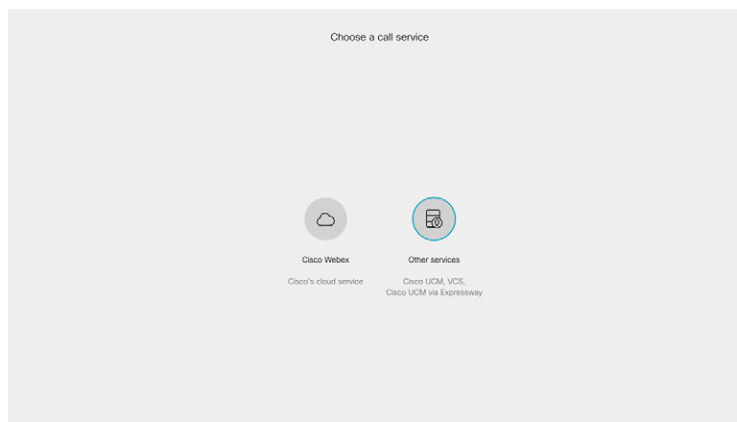 Choose a call service
Cisco Webex
Cisco's cloud service
Other services
Cisco UCM, VCS,
Cisco UCM via Expressway